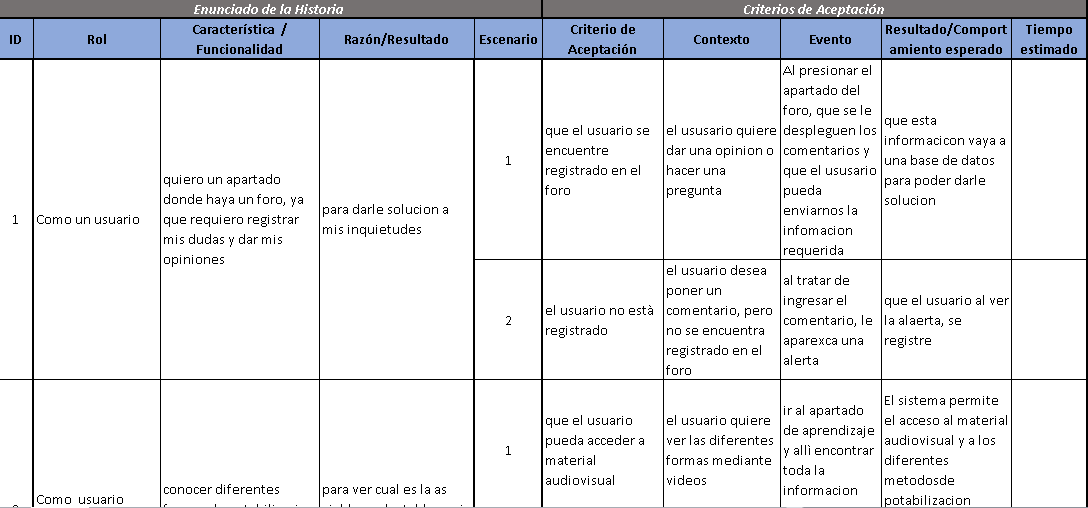 Enunciado de la Historia
Criterios de Aceptación
ID
Rol
Característica /
Funcionalidad
Razón/Resultado
Escenario
Criterio de
Aceptación
Contexto
Evento
Resultado/Comport
amiento esperado
Tiempo
estimado
1
Como un usuario
quiero un apartado
donde haya un foro, ya
que requiero registrar
mis dudas y dar mis
opiniones
para darle solucion a
mis inquietudes
1
que el usuario se
encuentre
registrado en el
foro
el ususario quiere
dar una opinion o
hacer una
pregunta
Al presionar el
apartado del
foro, que se le
despleguen los
comentarios y
que el ususario
pueda
enviarnos la
infomacion
requerida
que esta
informacicon vaya a
una base de datos
para poder darle
solucion
2
el usuario no està
registrado
el usuario desea
poner un
comentario, pero
no se encuentra
registrado en el
foro
al tratar de
ingresar el
comentario, le
aparexca una
alerta
que el usuario al ver
la alaerta, se
registre
Como usuario
conocer diferentes
para ver cual es la as
1
que el usuario
pueda acceder a
material
audiovisual
el usuario quiere
ver las diferentes
formas mediante
videos
ir al apartado
de aprendizaje
y allì encontrar
toda la
informacion
El sistema permite
el acceso al material
audiovisual y a los
diferentes
metodosde
potabilizacion